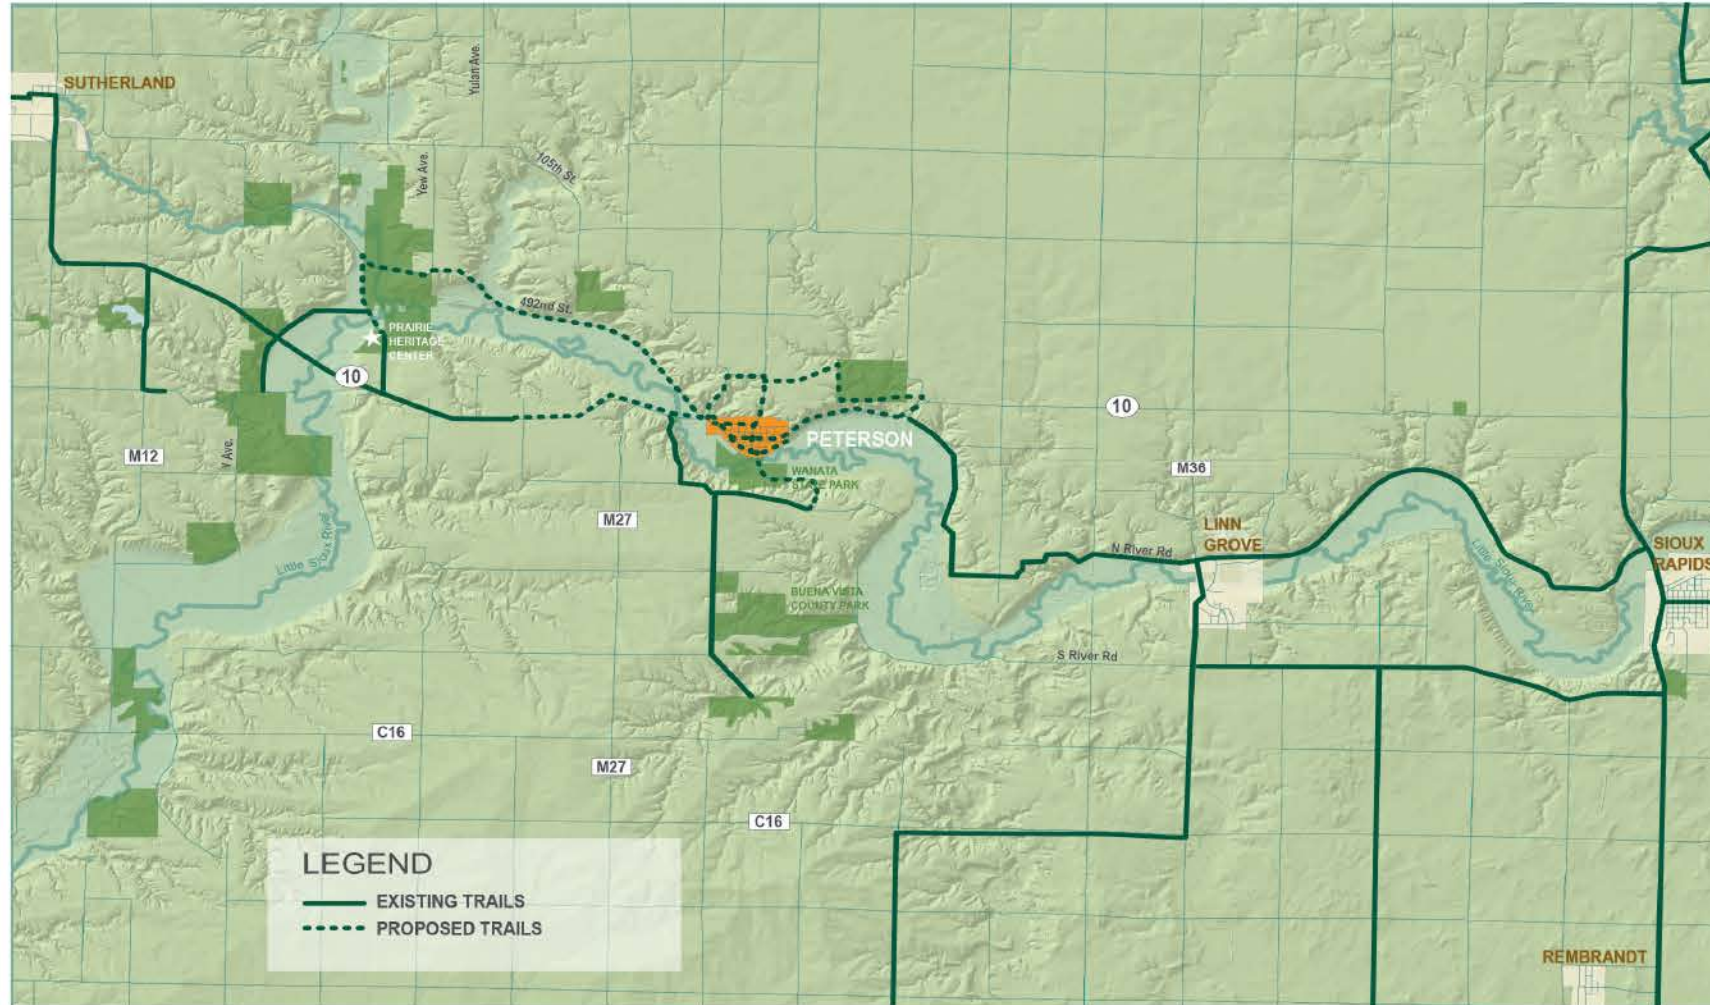 SUTHERLAND
Yulan Ave.
Yew Ave.
105th St.
492nd St.
PRAIRIE
HERITAGE
CENTER
10
10
PETERSON
M12
WANATA
STATE PARK
M36
M27
LINN
GROVE
N River Rd
SIOUX
RAPIDS
Little Sioux River
Little Sioux River
BUENA VISTA
COUNTY PARK
S River Rd
C16
M27
C16
LEGEND
EXISTING TRAILS
PROPOSED TRAILS
REMBRANDT